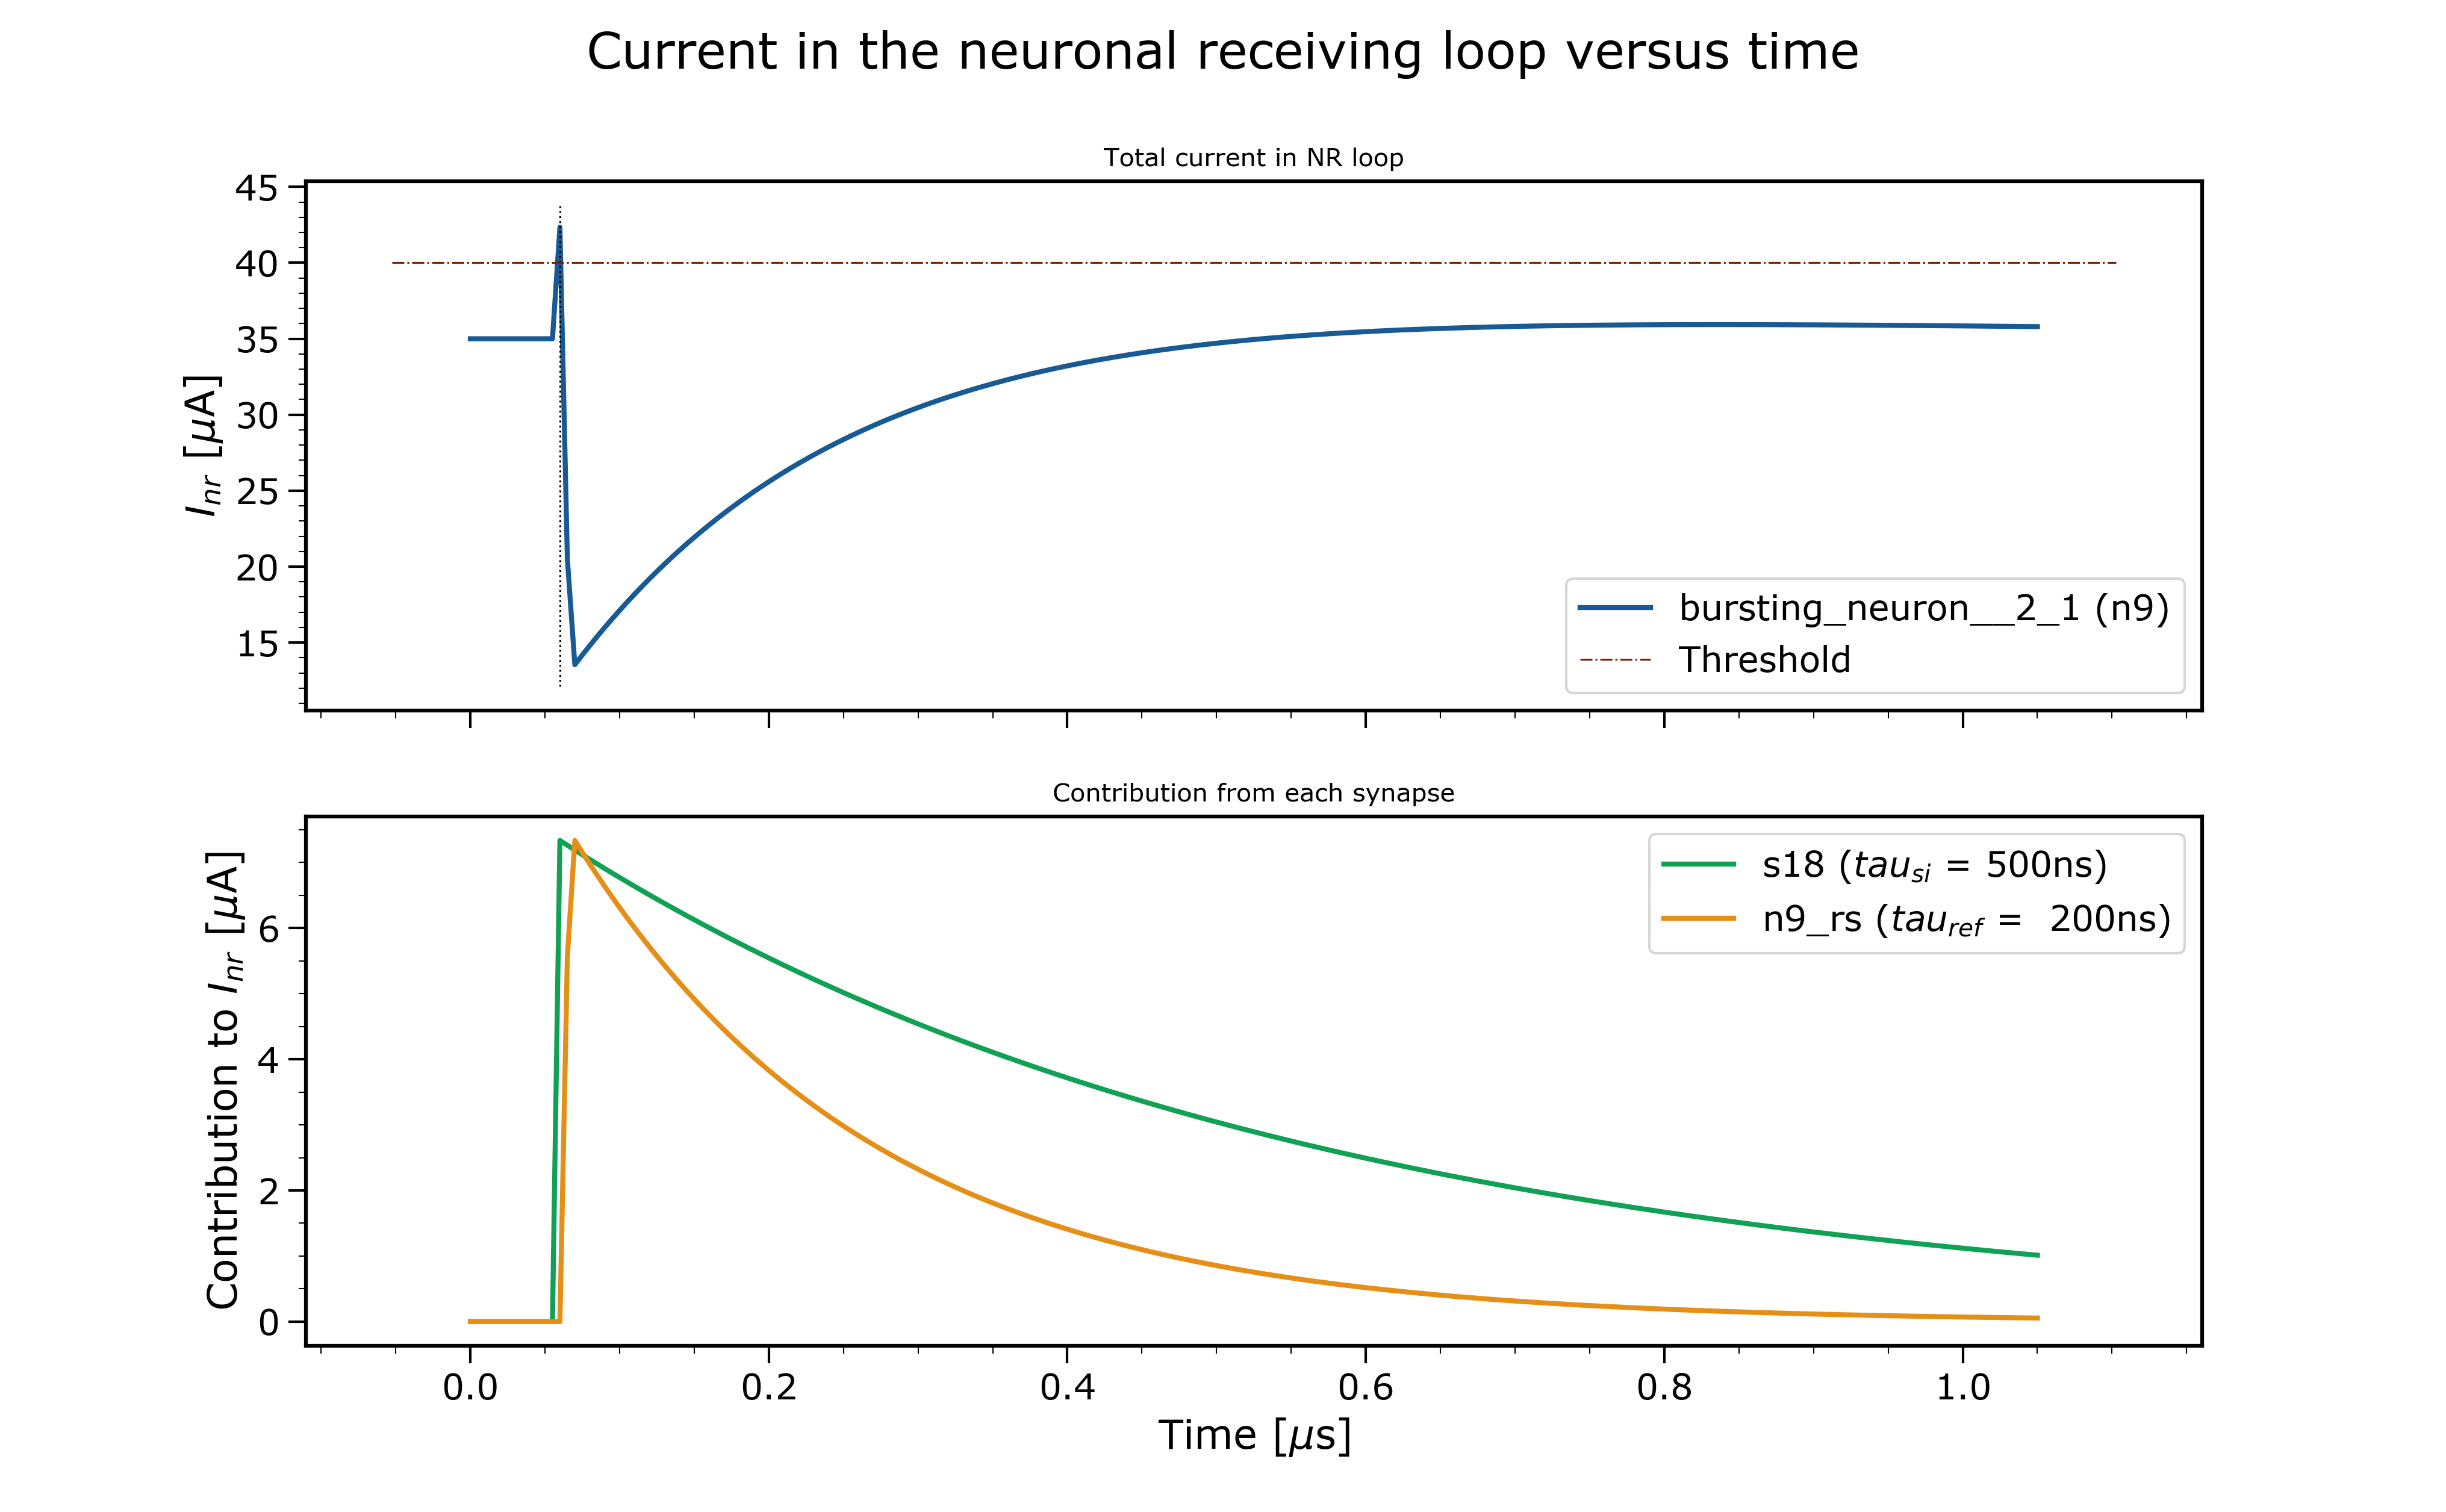 Current in the neuronal receiving loop versus time
Total current in NR loop
45
40
35
30
25
20
15
I_nr [μA]
bursting_neuron__2_1 (n9)
Threshold
Contribution from each synapse
6
4
2
0
Contribution to I_nr [μA]
s18 (tau_si = 500ns)
n9_rs (tau_ref = 200ns)
0.0 0.2 0.4 0.6 0.8 1.0
Time [μs]